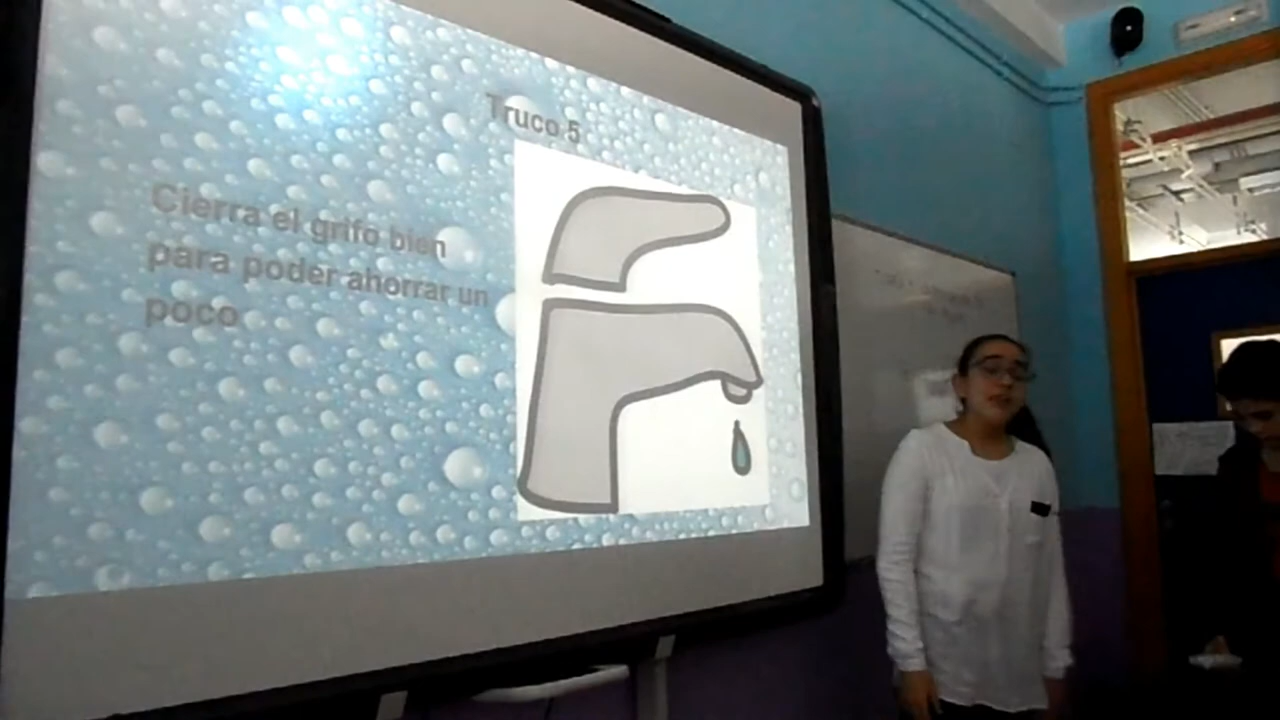 Truco 5
Cierra el grifo bien
para poder ahorrar un
poco